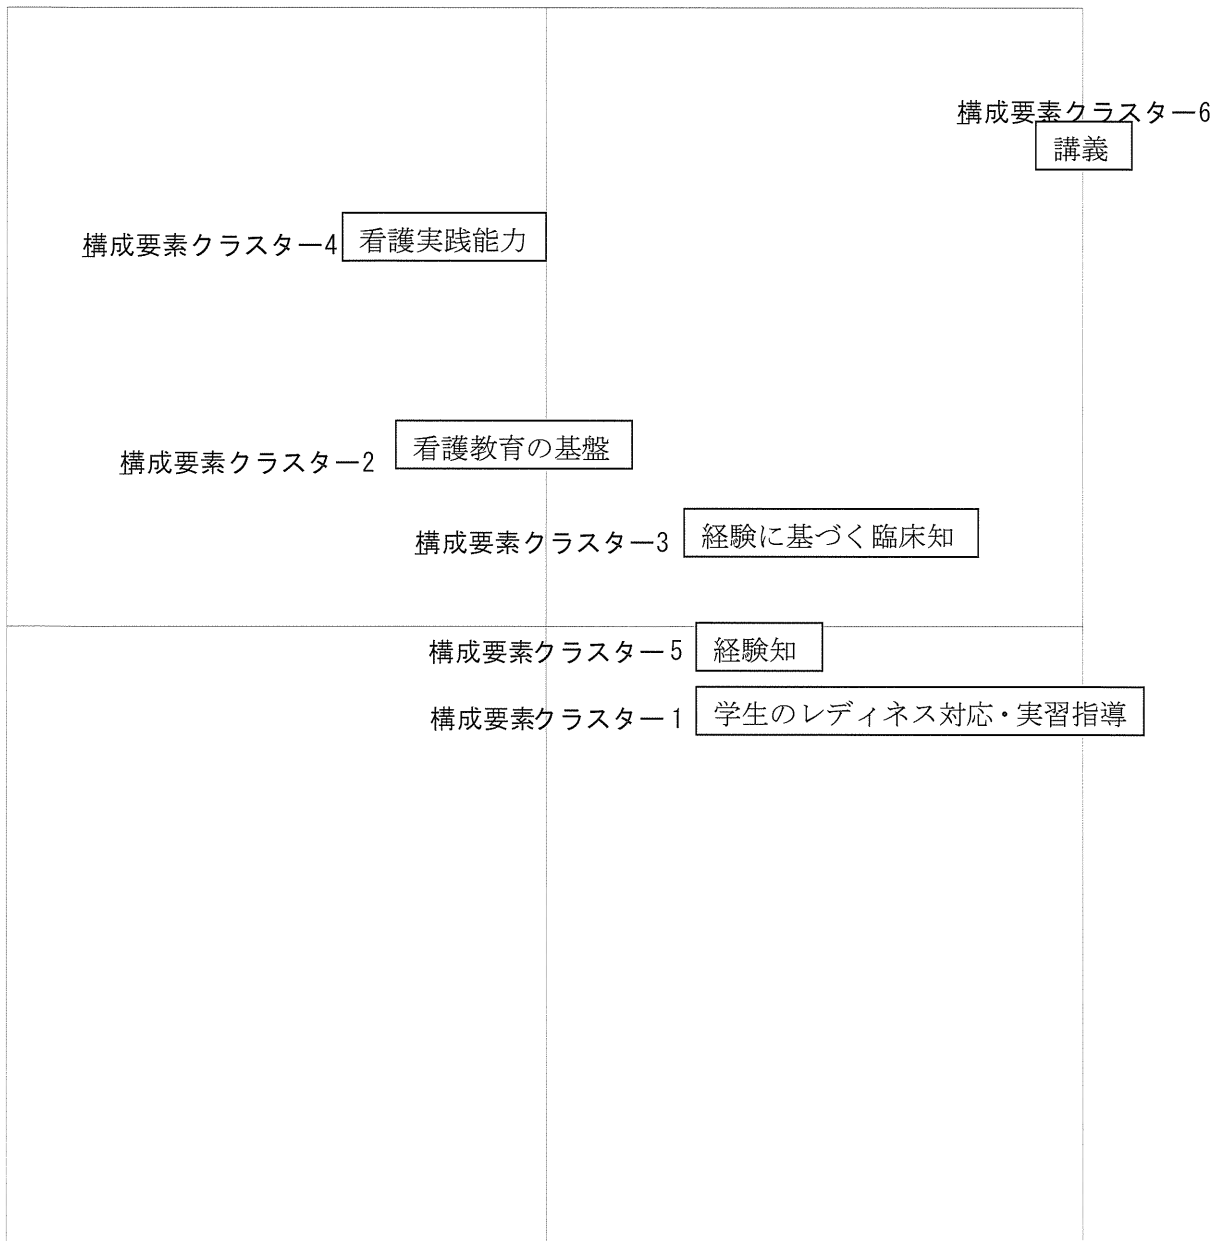 構成要素クラスター6
講義
構成要素クラスター4 看護実践能力
構成要素クラスター2 看護教育の基盤
構成要素クラスター3 経験に基づく臨床知
構成要素クラスター5 経験知
構成要素クラスター1 学生のレディネス対応・実習指導